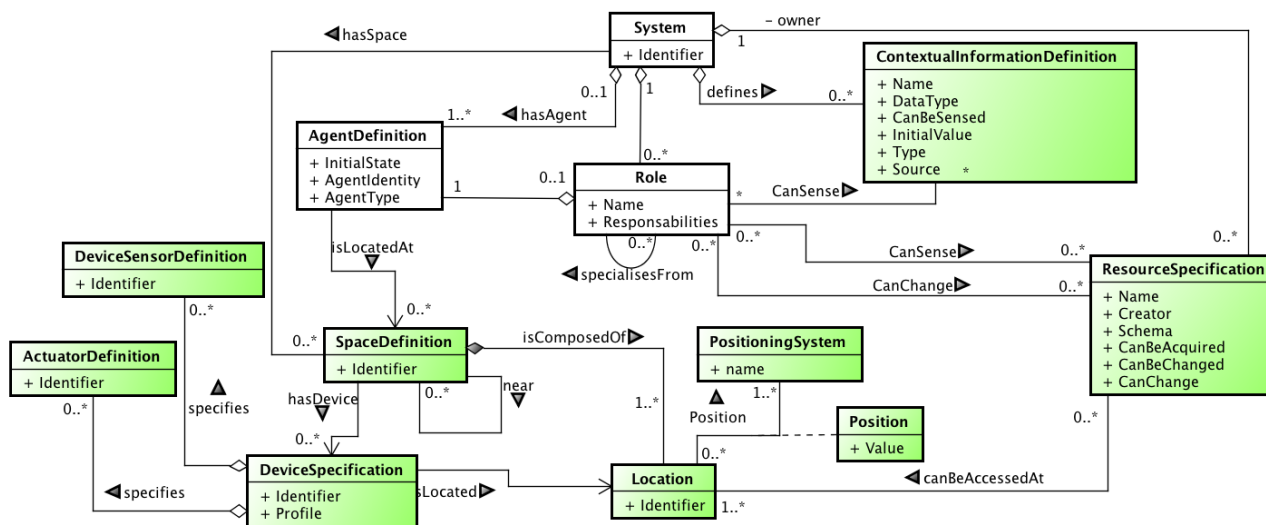 System
+ Identifier
- owner
1
hasSpace
ContextualInformationDefinition
+ Name
+ DataType
+ CanBeSensed
+ InitialValue
+ Type
+ Source
*
defines
0..*
0..1
1
1..*
hasAgent
AgentDefinition
+ InitialState
+ AgentIdentity
+ AgentType
0..*
1
0..1
Role
+ Name
+ Responsabilities
*
CanSense
0..*
0..*
0..*
specialisesFrom
CanSense
0..*
CanChange
0..*
0..*
ResourceSpecification
+ Name
+ Creator
+ Schema
+ CanBeAcquired
+ CanBeChanged
+ CanChange
isLocatedAt
0..*
DeviceSensorDefinition
+ Identifier
0..*
ActuatorDefinition
+ Identifier
0..*
0..*
SpaceDefinition
+ Identifier
0..*
near
isComposedOf
1..*
PositioningSystem
+ name
1..*
Position
Position
+ Value
0..*
0..*
hasDevice
0..*
specifies
specifies
DeviceSpecification
+ Identifier
+ Profile
sLocated
Location
+ Identifier
1..*
canBeAccessedAt